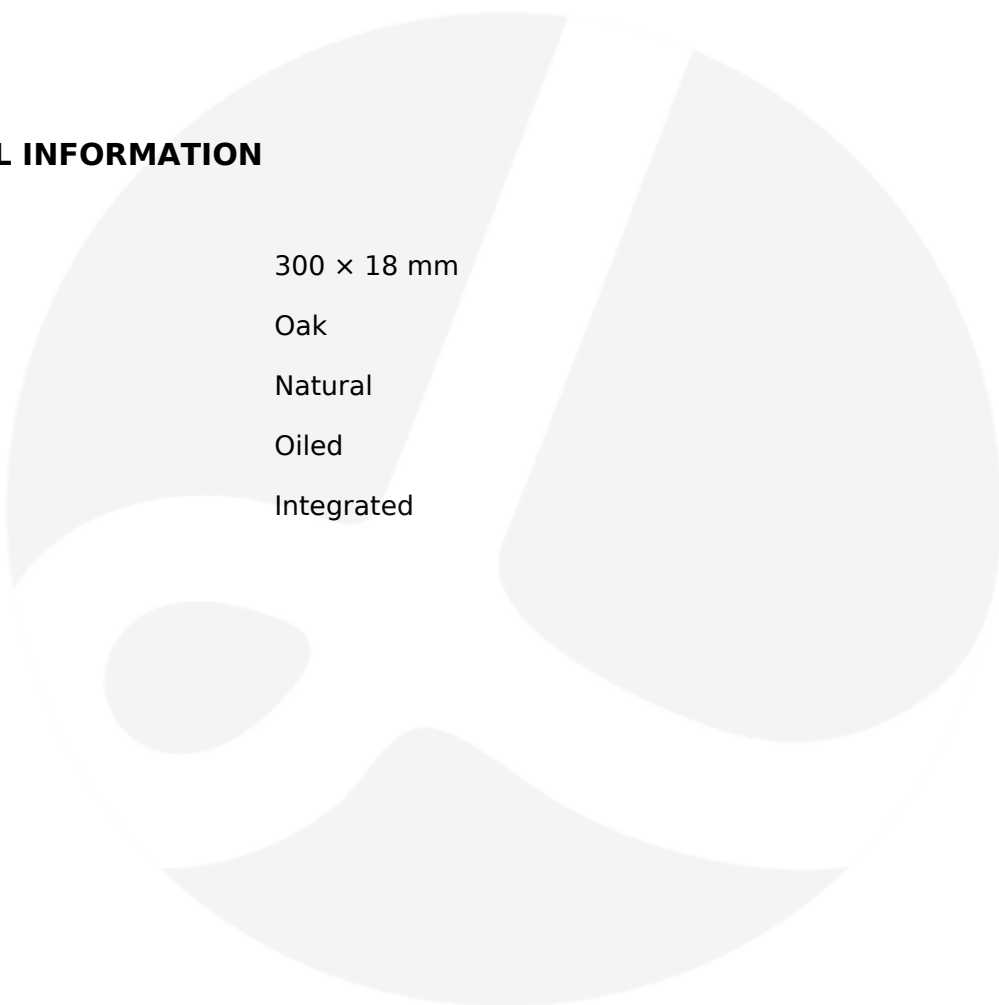 L INFORMATION
300 × 18 mm
Oak
Natural
Oiled
Integrated